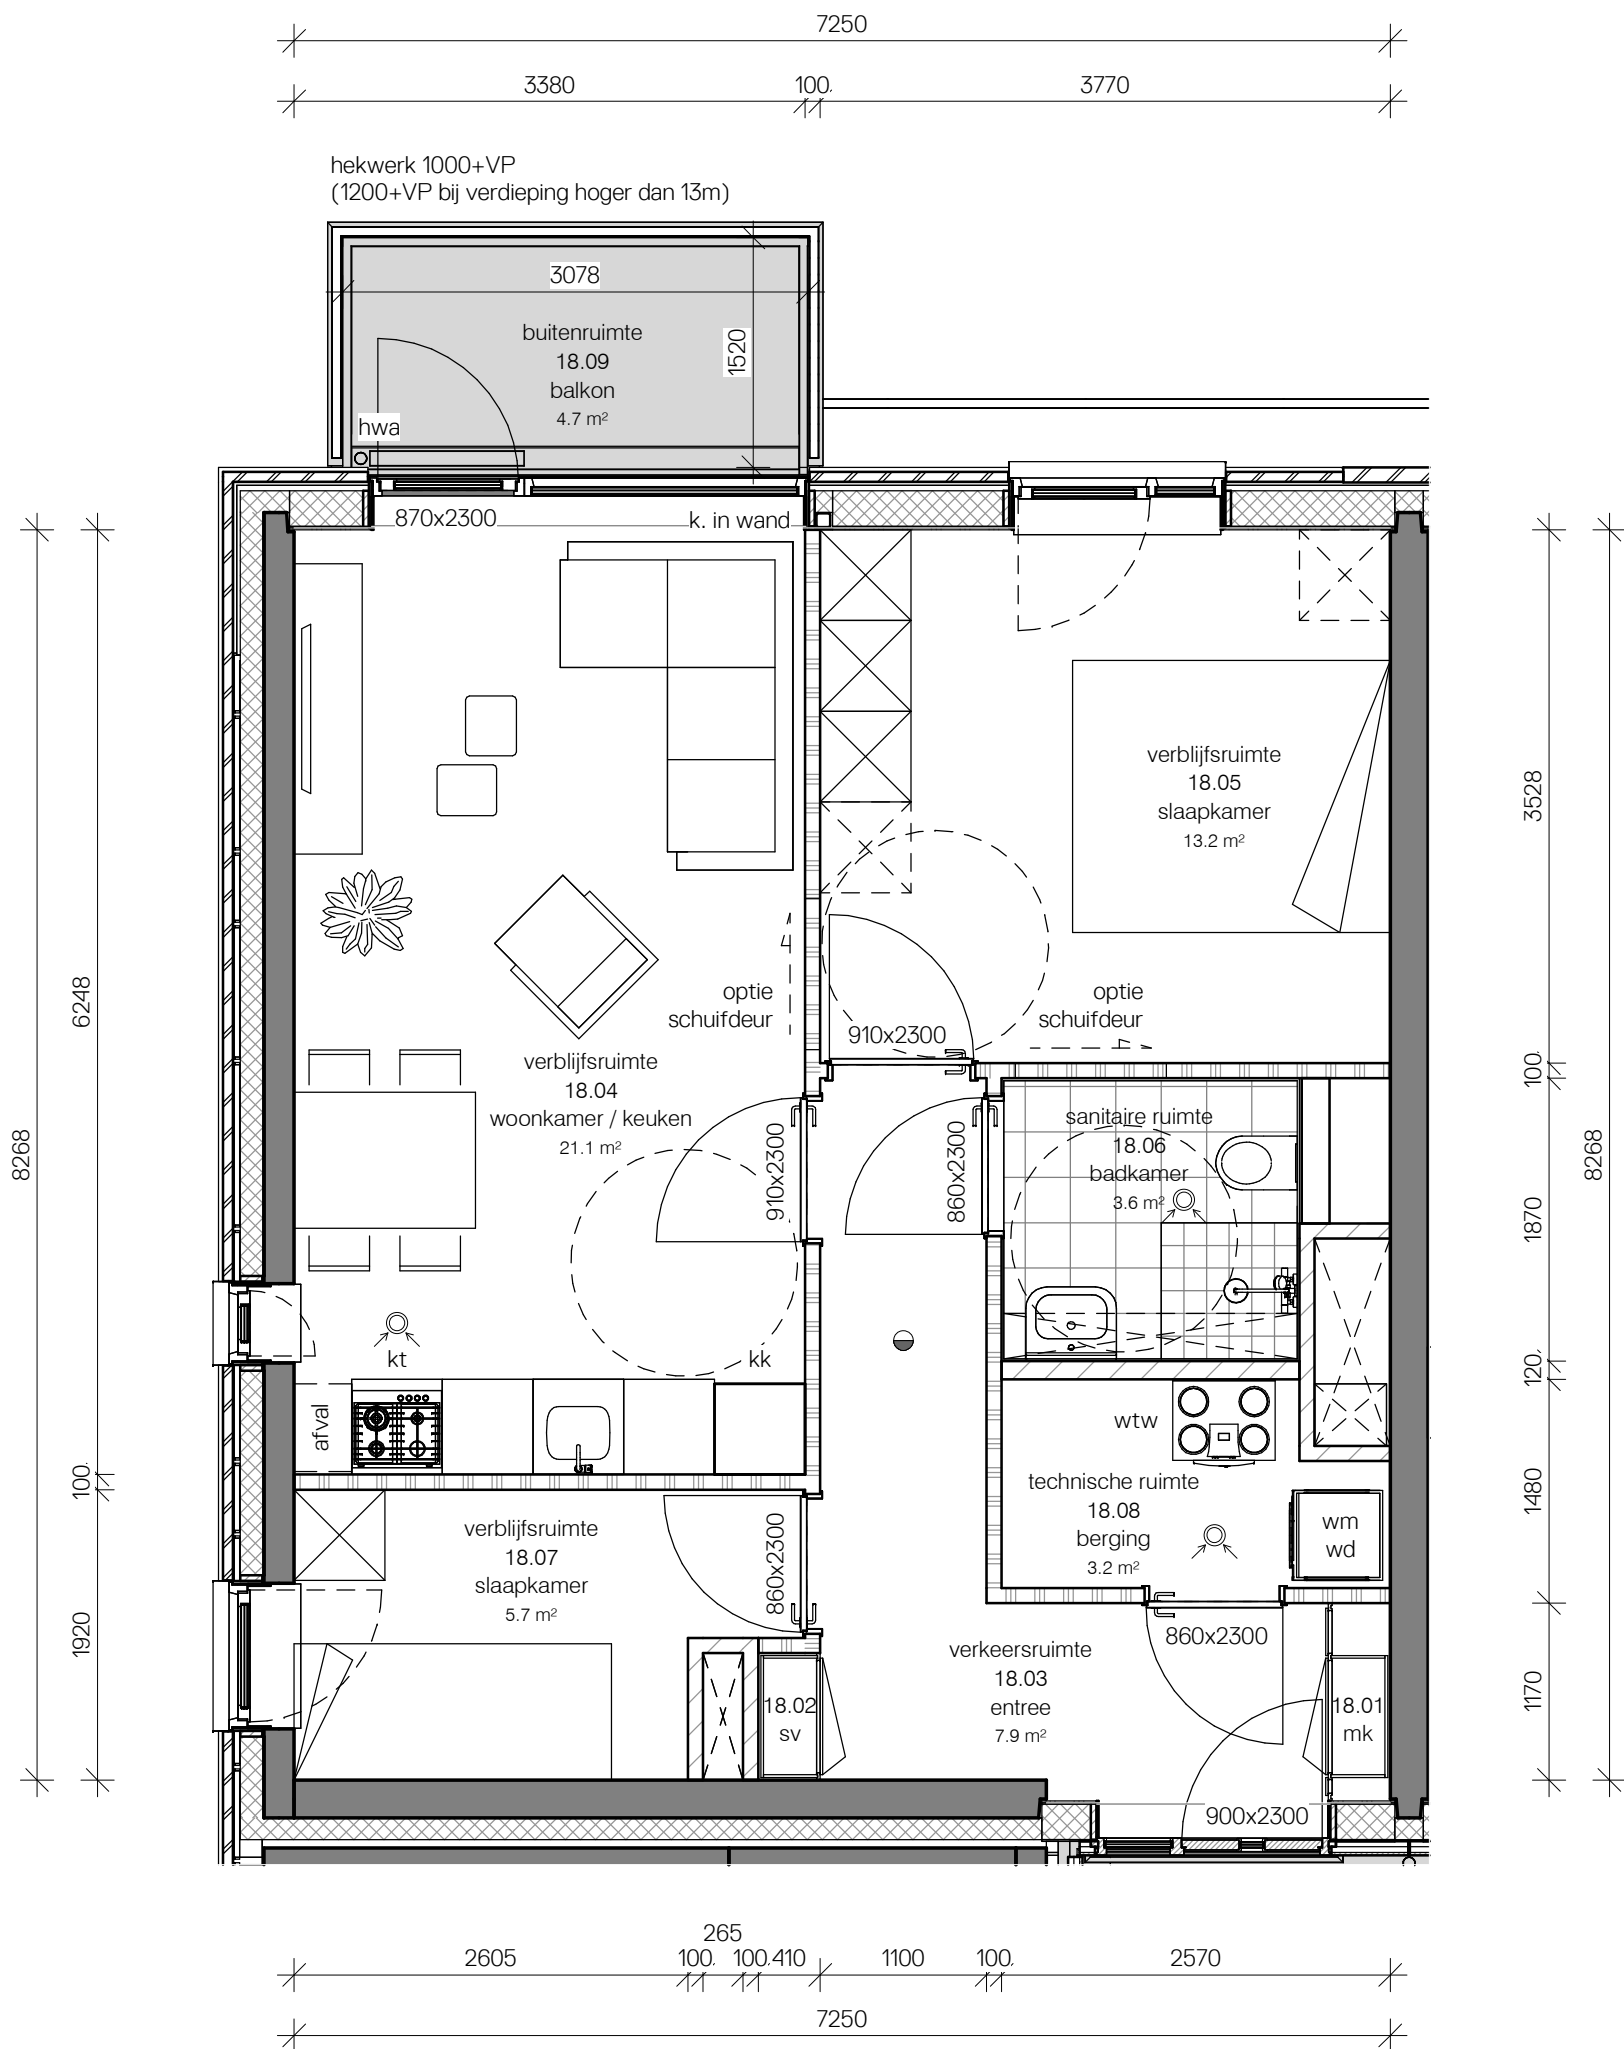 7250
3380
100
3770
hekwerk 1000+VP
(1200+VP bij verdieping hoger dan 13m)
3078
1520
buitenruimte
18.09
balkon
4.7 m²
hwa
870x2300
k. in wand
verblijfsruimte
18.05
slaapkamer
13.2 m²
optie
schuifdeur
optie
schuifdeur
910x2300
verblijfsruimte
18.04
woonkamer / keuken
21.1 m²
910x2300
860x2300
sanitaire ruimte
18.06
badkamer
3.6 m²
kt
kk
afval
wtw
technische ruimte
18.08
berging
3.2 m²
wm
wd
verblijfsruimte
18.07
slaapkamer
5.7 m²
860x2300
860x2300
verkeersruimte
18.03
entree
7.9 m²
18.02
sv
18.01
mk
900x2300
8268
6248
100
1920
3528
100
1870
120
1480
1170
8268
265
2605
100
100
410
1100
100
2570
7250